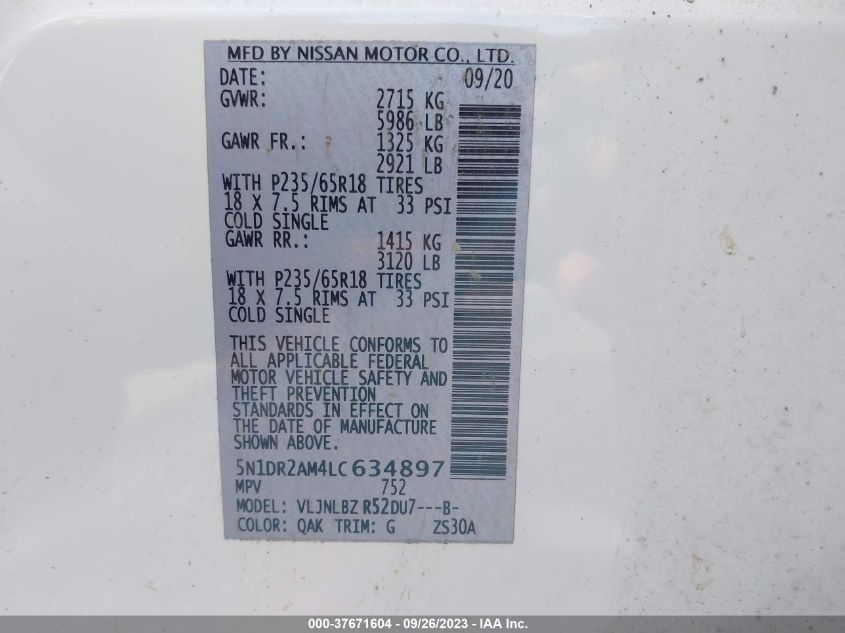 MFD BY NISSAN MOTOR CO., LTD.
DATE: 09/20
GVWR: 2715 KG
5986 LB
GAWR FR.: 1325 KG
2921 LB
WITH P235/65R18 TIRES
18 X 7.5 RIMS AT 33 PSI
COLD SINGLE
GAWR RR.: 1415 KG
3120 LB
WITH P235/65R18 TIRES
18 X 7.5 RIMS AT 33 PSI
COLD SINGLE
THIS VEHICLE CONFORMS TO
ALL APPLICABLE FEDERAL
MOTOR VEHICLE SAFETY AND
THEFT PREVENTION
STANDARDS IN EFFECT ON
THE DATE OF MANUFACTURE
SHOWN ABOVE.
5N1DR2AM4LC634897
MPV 752
MODEL: VLJNLBZ R52DU7---B-
COLOR: QAK TRIM: G ZS30A
000-37671604 | 09/26/2023 | © IAA Inc.